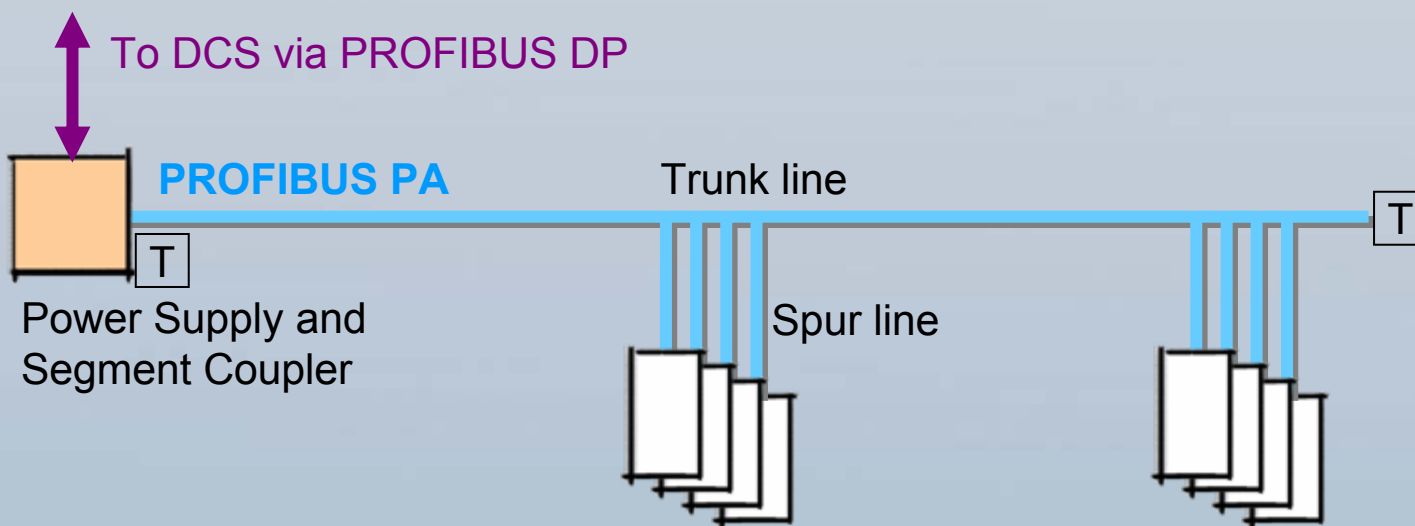 To DCS via PROFIBUS DP
PROFIBUS PA
Trunk line
T
T
Power Supply and
Segment Coupler
Spur line